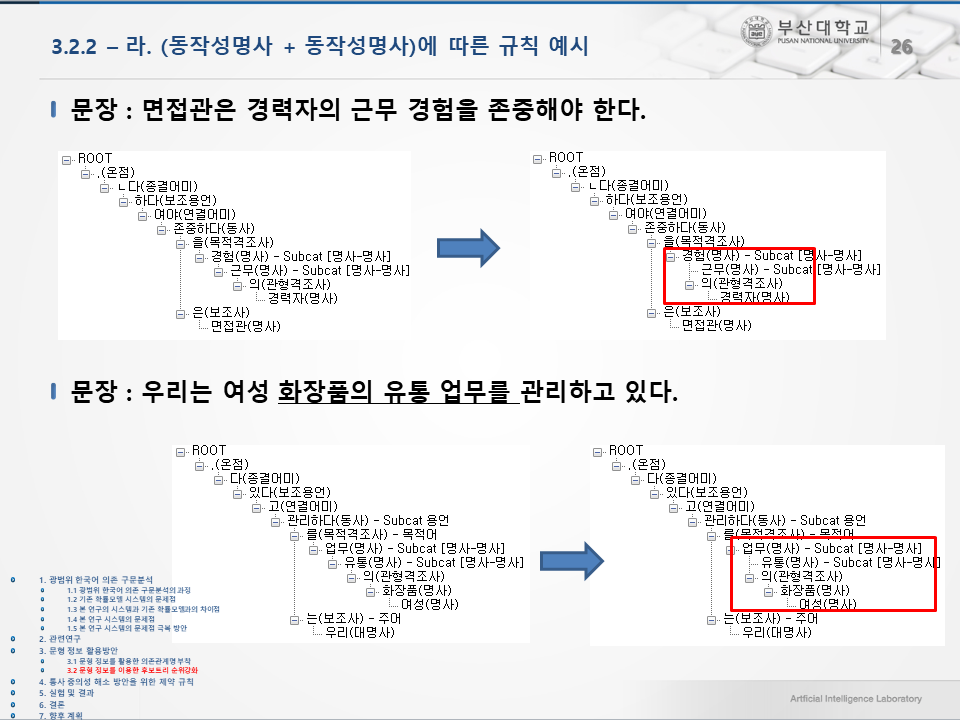 3.2.2 – 라. (동작성명사 + 동작성명사)에 따른 규칙 예시
부산대학교
PUSAN NATIONAL UNIVERSITY
26
문장 : 면접관은 경력자의 근무 경험을 존중해야 한다.
ROOT
.(온점)
ㄴ다(종결어미)
하다(보조용언)
여야(연결어미)
존중하다(동사)
을(목적격조사)
경험(명사) - Subcat [명사-명사]
근무(명사) - Subcat [명사-명사]
의(관형격조사)
경력자(명사)
은(보조사)
면접관(명사)
ROOT
.(온점)
ㄴ다(종결어미)
하다(보조용언)
여야(연결어미)
존중하다(동사)
을(목적격조사)
경험(명사) - Subcat [명사-명사]
근무(명사) - Subcat [명사-명사]
의(관형격조사)
경력자(명사)
은(보조사)
면접관(명사)
문장 : 우리는 여성 화장품의 유통 업무를 관리하고 있다.
ROOT
.(온점)
다(종결어미)
있다(보조용언)
고(연결어미)
관리하다(동사) - Subcat 용언
를(목적격조사) - 목적어
업무(명사) - Subcat [명사-명사]
유통(명사) - Subcat [명사-명사]
의(관형격조사)
화장품(명사)
여성(명사)
는(보조사) - 주어
우리(대명사)
ROOT
.(온점)
다(종결어미)
있다(보조용언)
고(연결어미)
관리하다(동사) - Subcat 용언
를(목적격조사) - 목적어
업무(명사) - Subcat [명사-명사]
유통(명사) - Subcat [명사-명사]
의(관형격조사)
화장품(명사)
여성(명사)
는(보조사) - 주어
우리(대명사)
1. 광범위 한국어 의존 구문분석
1.1 광범위 한국어 의존 구문분석의 과정
1.2 기존 확률모델 시스템의 문제점
1.3 본 연구의 시스템과 기존 확률모델과의 차이점
1.4 본 연구 시스템의 문제점
1.5 본 연구 시스템의 문제점 극복 방안
2. 관련연구
3. 문형 정보 활용방안
3.1 문형 정보를 활용한 의존관계명 부착
3.2 문형 정보를 이용한 후보트리 순위강화
4. 통사 중의성 해소 방안을 위한 제약 규칙
5. 실험 및 결과
6. 결론
7. 향후 계획
Artficial Intelligence Laboratory